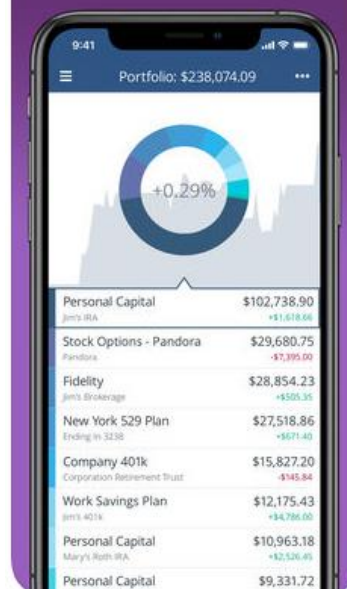 9:41
Portfolio: $238,074.09
+0.29%
Personal Capital $102,738.90
Jim's IRA +$1,678.66
Stock Options - Pandora $29,680.75
Pandora -$7,395.00
Fidelity $28,854.23
Jim's Brokerage +$505.35
New York 529 Plan $27,518.86
Ending in 3238 +$671.40
Company 401k $15,827.20
Corporation Retirement Trust -$145.84
Work Savings Plan $12,175.43
Jim's 401k +$4,786.00
Personal Capital $10,963.18
Mary's Roth IRA +$2,526.45
Personal Capital $9,331.72